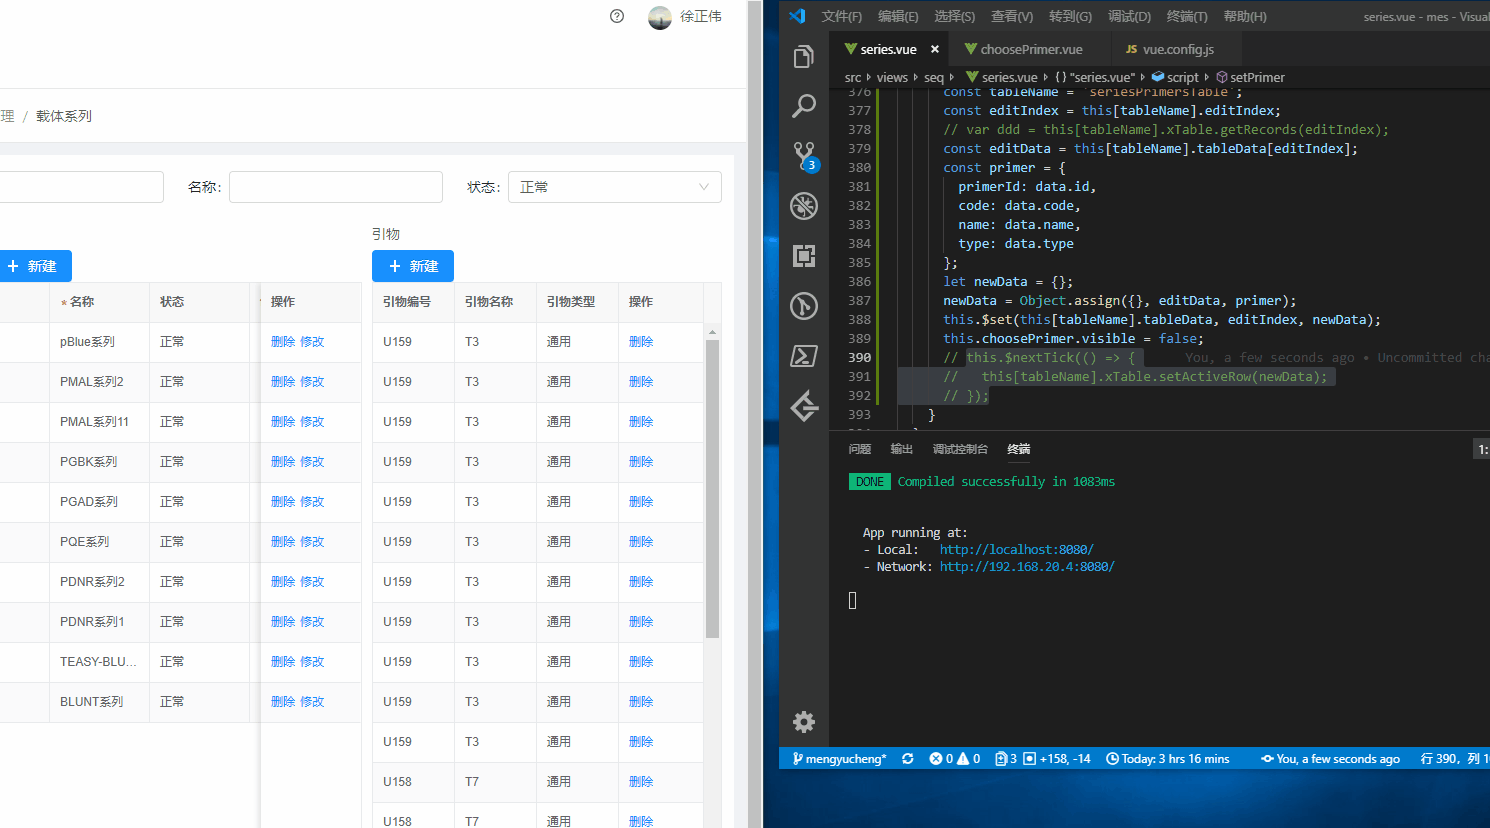 徐正伟
理 / 载体系列
名称:
状态: 正常
引物
+ 新建
+ 新建
* 名称 状态 操作
引物编号 引物名称 引物类型 操作
pBlue系列 正常 删除 修改
U159 T3 通用 删除
PMAL系列2 正常 删除 修改
U159 T3 通用 删除
PMAL系列11 正常 删除 修改
U159 T3 通用 删除
PGBK系列 正常 删除 修改
U159 T3 通用 删除
PGAD系列 正常 删除 修改
U159 T3 通用 删除
PQE系列 正常 删除 修改
U159 T3 通用 删除
PDNR系列2 正常 删除 修改
U159 T3 通用 删除
PDNR系列1 正常 删除 修改
U159 T3 通用 删除
TEASY-BLU... 正常 删除 修改
U159 T3 通用 删除
BLUNT系列 正常 删除 修改
U159 T3 通用 删除
U159 T3 通用 删除
U158 T7 通用 删除
U158 T7 通用 删除
文件(F) 编辑(E) 选择(S) 查看(V) 转到(G) 调试(D) 终端(T) 帮助(H) series.vue - mes - Visual
series.vue × choosePrimer.vue JS vue.config.js
src › views › seq › series.vue › {} "series.vue" › script › setPrimer
376 const tableName = 'seriesPrimersTable';
377 const editIndex = this[tableName].editIndex;
378 // var ddd = this[tableName].xTable.getRecords(editIndex);
379 const editData = this[tableName].tableData[editIndex];
380 const primer = {
381 primerId: data.id,
382 code: data.code,
383 name: data.name,
384 type: data.type
385 };
386 let newData = {};
387 newData = Object.assign({}, editData, primer);
388 this.$set(this[tableName].tableData, editIndex, newData);
389 this.choosePrimer.visible = false;
390 // this.$nextTick(() => { You, a few seconds ago • Uncommitted cha
391 // this[tableName].xTable.setActiveRow(newData);
392 // });
393 }
3
问题 输出 调试控制台 终端 1:
DONE Compiled successfully in 1083ms
App running at:
- Local: http://localhost:8080/
- Network: http://192.168.20.4:8080/
mengyucheng* 0 0 3 +158, -14 Today: 3 hrs 16 mins You, a few seconds ago 行 390，列